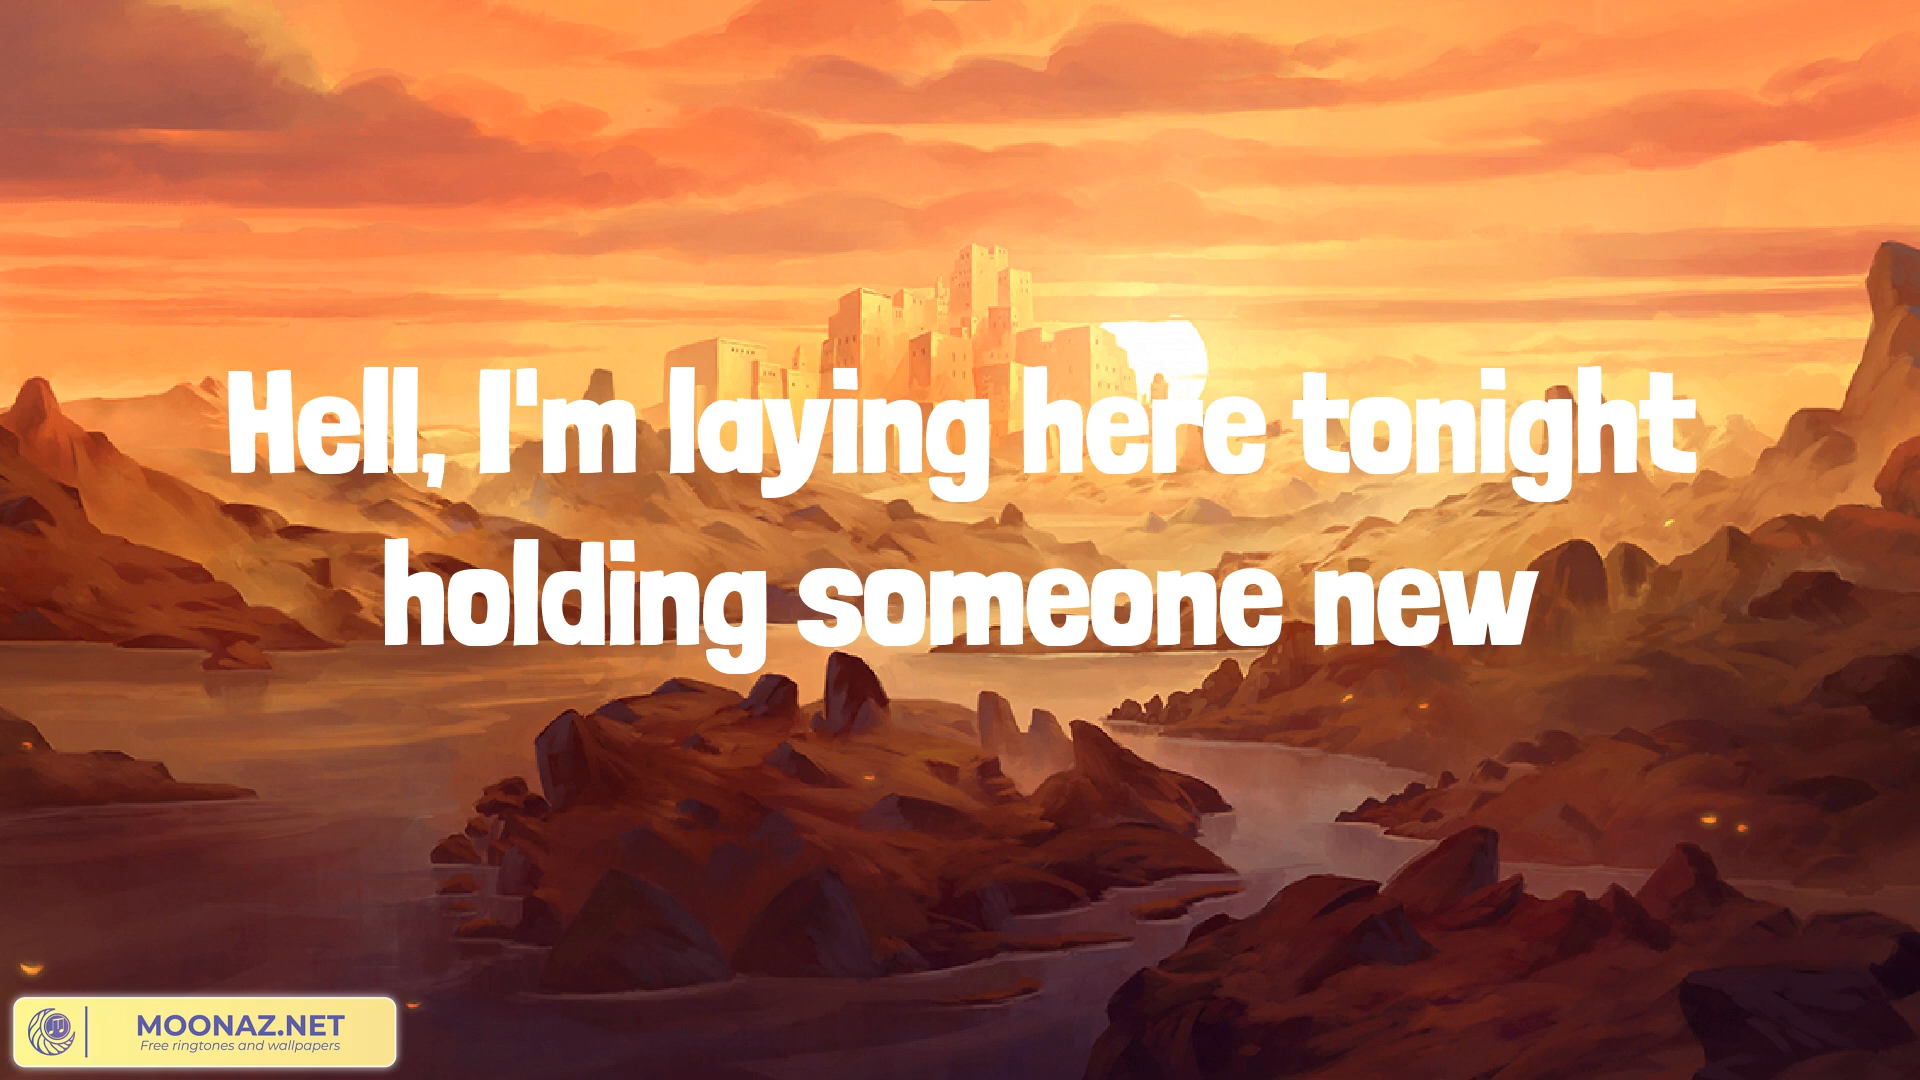 Hell, I'm laying here tonight
holding someone new
MOONAZ.NET
Free ringtones and wallpapers